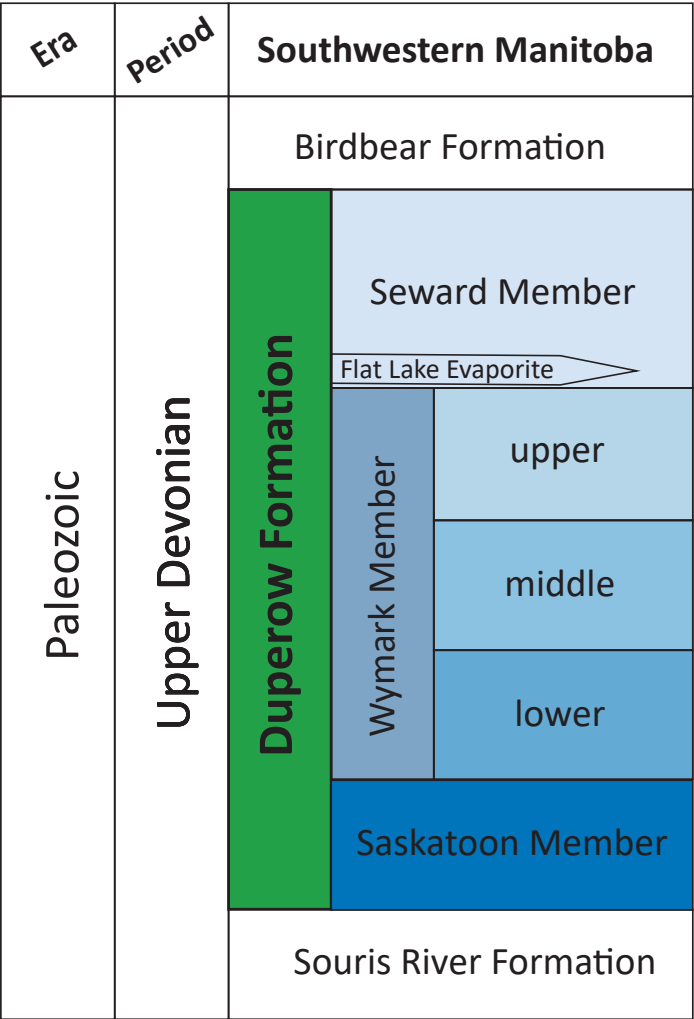 Era
Period
Southwestern Manitoba
Paleozoic
Upper Devonian
Birdbear Formation
Duperow Formation
Seward Member
Flat Lake Evaporite
Wymark Member
upper
middle
lower
Saskatoon Member
Souris River Formation